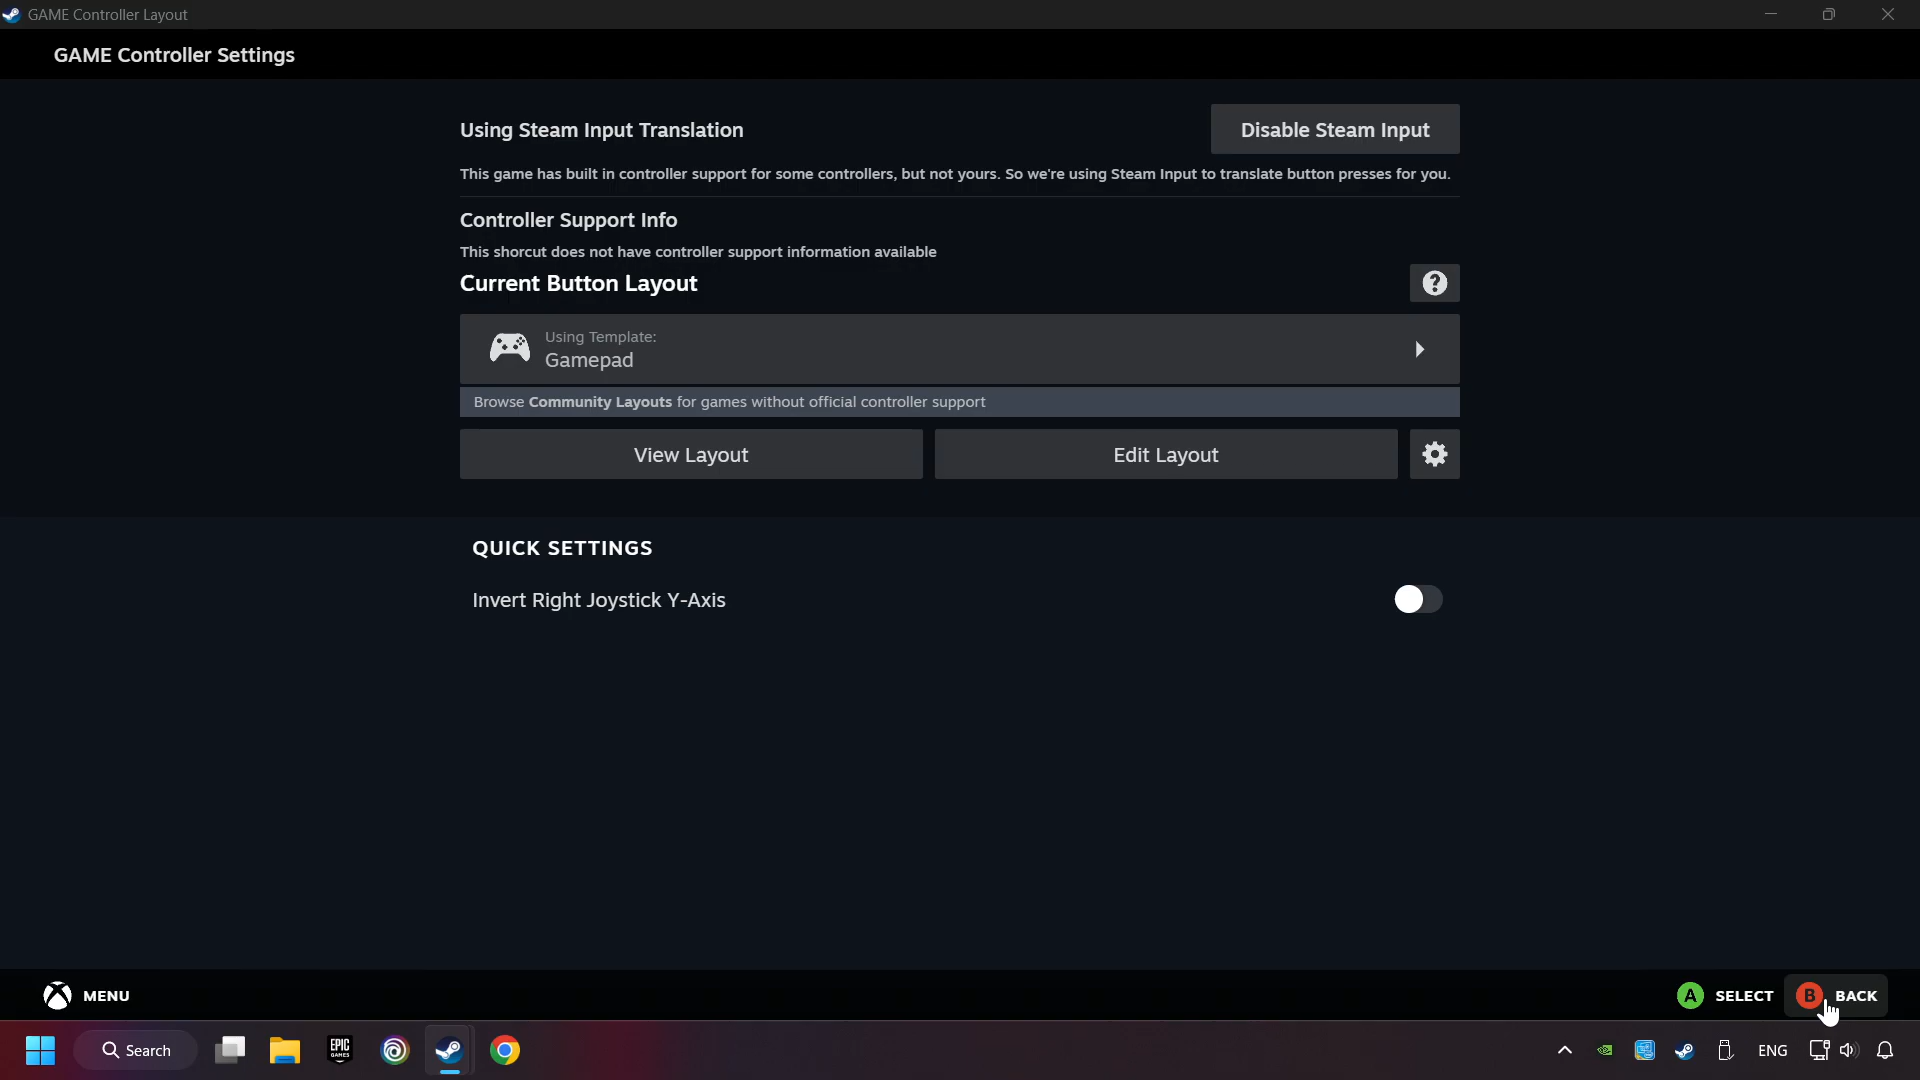 GAME Controller Layout
GAME Controller Settings
Using Steam Input Translation
Disable Steam Input
This game has built in controller support for some controllers, but not yours. So we're using Steam Input to translate button presses for you.
Controller Support Info
This shorcut does not have controller support information available
Current Button Layout
?
Using Template:
Gamepad
Browse Community Layouts for games without official controller support
View Layout
Edit Layout
QUICK SETTINGS
Invert Right Joystick Y-Axis
MENU
A SELECT
B BACK
Search
EPIC
GAMES
ENG